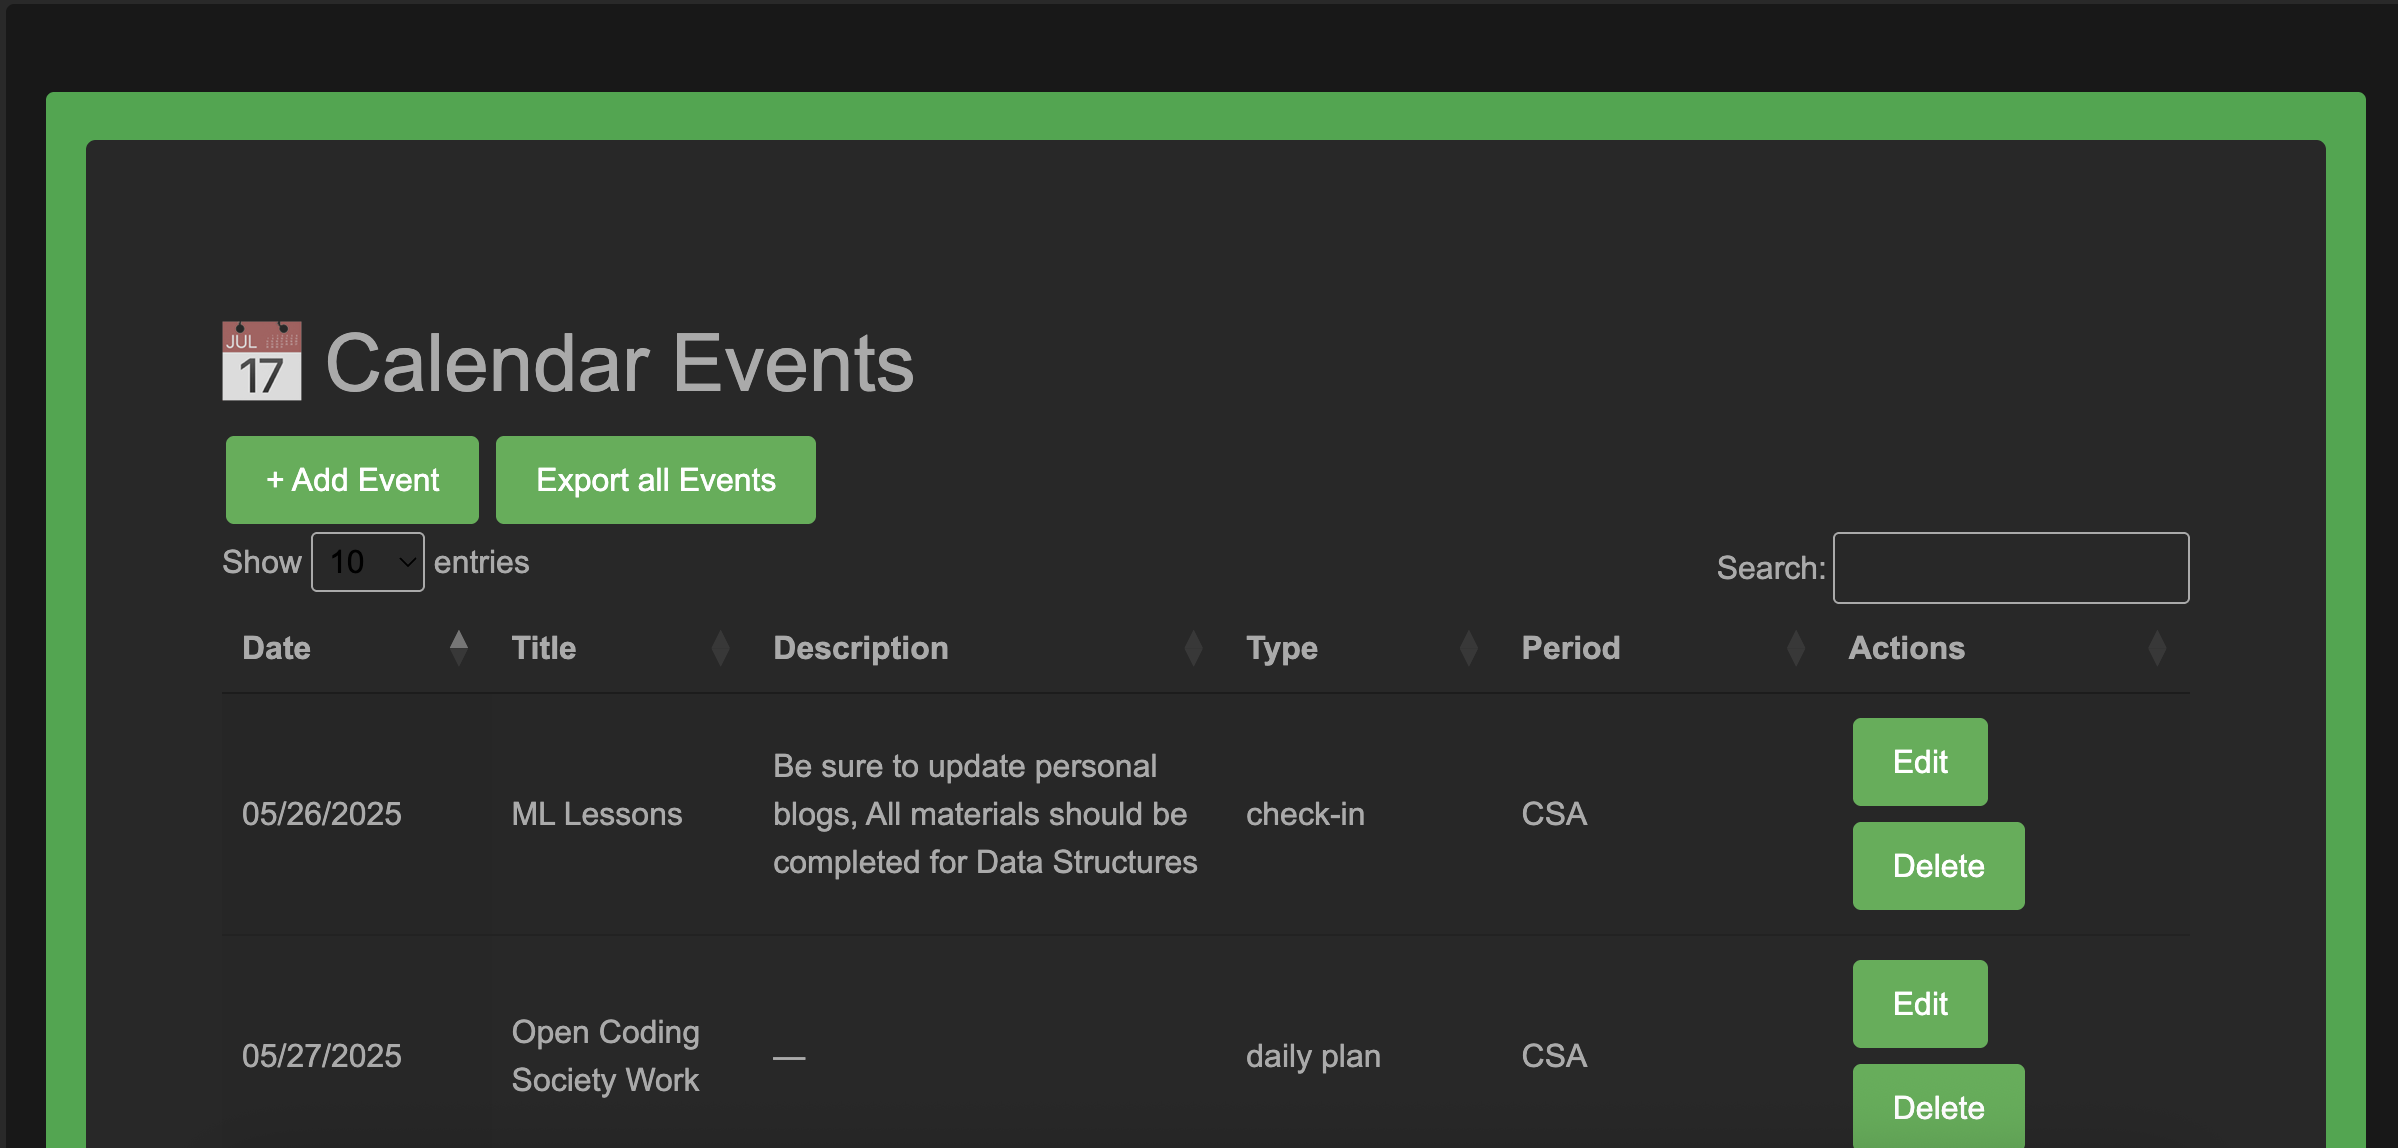 JUL
17
Calendar Events
+ Add Event
Export all Events
Show 10 entries
Search:
Date Title Description Type Period Actions
05/26/2025 ML Lessons Be sure to update personal
blogs, All materials should be
completed for Data Structures check-in CSA Edit
Delete
05/27/2025 Open Coding
Society Work — daily plan CSA Edit
Delete